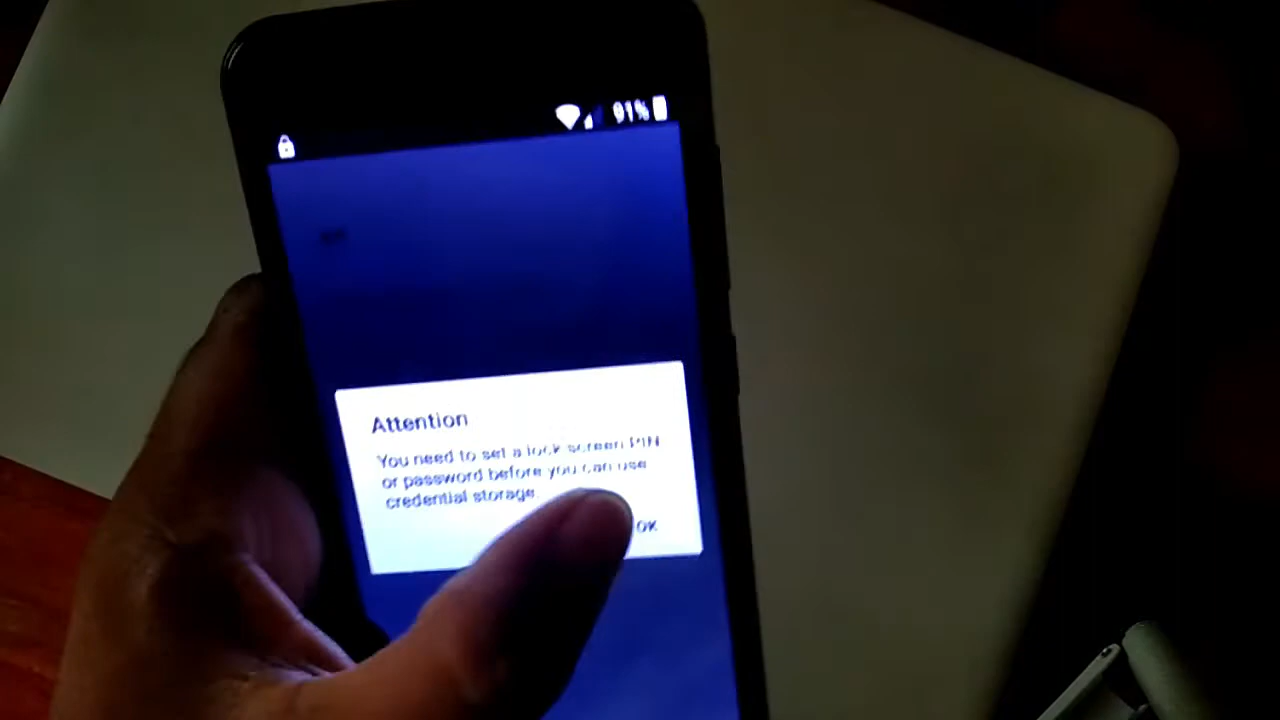 91%
Attention
You need to set a lock screen PIN
or password before you can use
credential storage.
OK